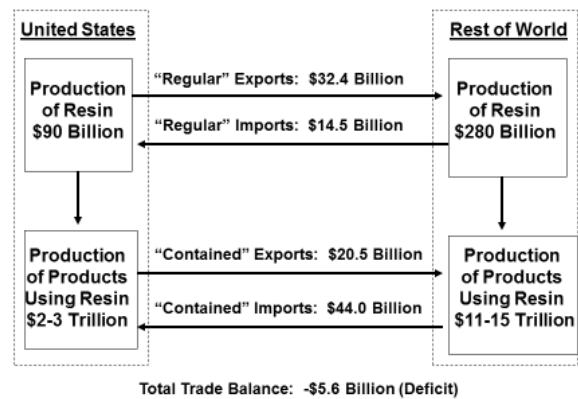 United States
Rest of World
Production
of Resin
$90 Billion
“Regular” Exports: $32.4 Billion
“Regular” Imports: $14.5 Billion
Production
of Resin
$280 Billion
Production
of Products
Using Resin
$2-3 Trillion
“Contained” Exports: $20.5 Billion
“Contained” Imports: $44.0 Billion
Production
of Products
Using Resin
$11-15 Trillion
Total Trade Balance: -$5.6 Billion (Deficit)